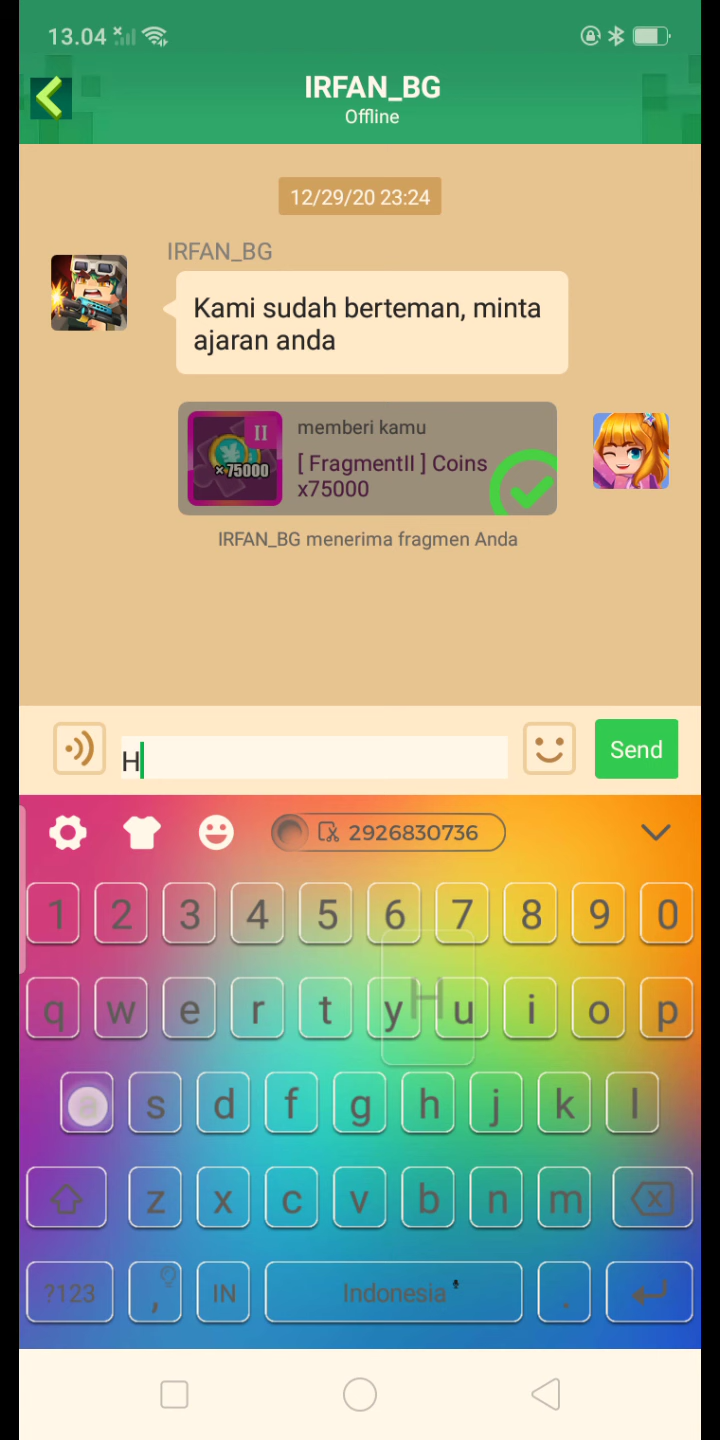 13.04
IRFAN_BG
Offline
12/29/20 23:24
IRFAN_BG
Kami sudah berteman, minta
ajaran anda
II
×75000
memberi kamu
[ FragmentII ] Coins
x75000
IRFAN_BG menerima fragmen Anda
H
Send
2926830736
1 2 3 4 5 6 7 8 9 0
q w e r t y H u i o p
a s d f g h j k l
z x c v b n m
?123 , IN Indonesia .